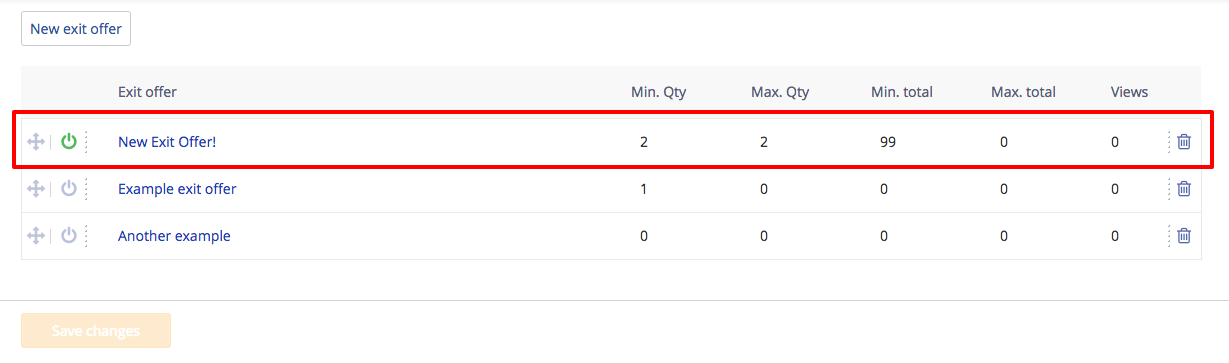 New exit offer
Exit offer Min. Qty Max. Qty Min. total Max. total Views
New Exit Offer! 2 2 99 0 0
Example exit offer 1 0 0 0 0
Another example 0 0 0 0 0
Save changes